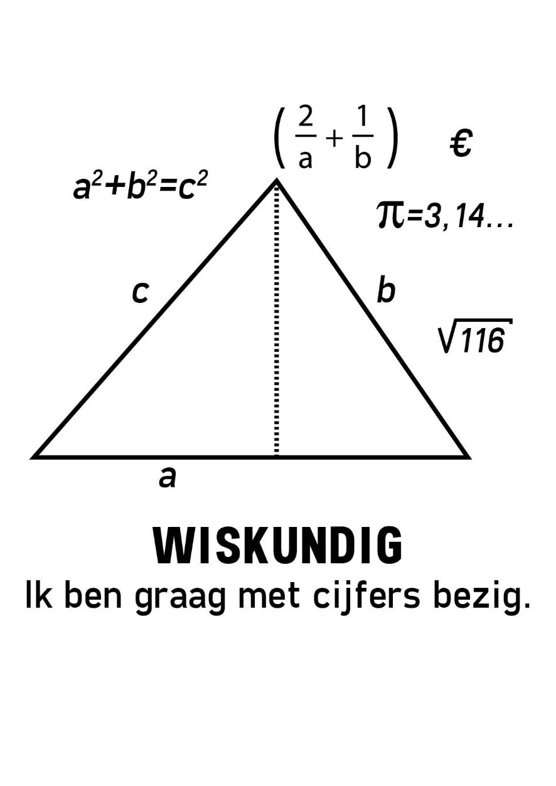 (2/a + 1/b) €
a²+b²=c²
π=3,14...
c b
√116
a
WISKUNDIG
Ik ben graag met cijfers bezig.